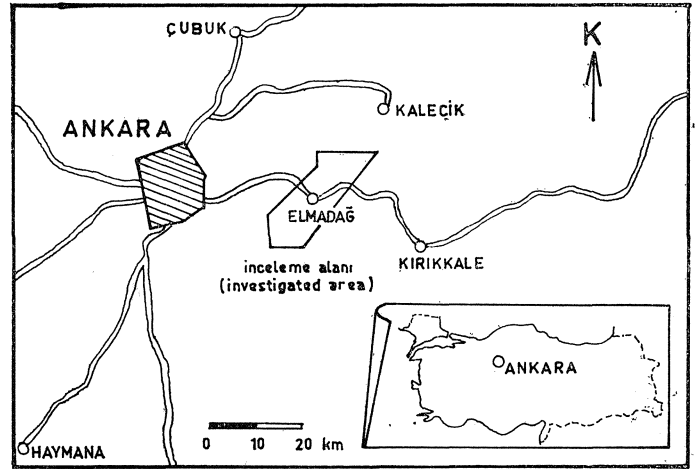 ÇUBUK
K
KALEÇİK
ANKARA
ELMADAĞ
KIRIKKALE
inceleme alanı
(investigated area)
ANKARA
0 10 20 km
HAYMANA